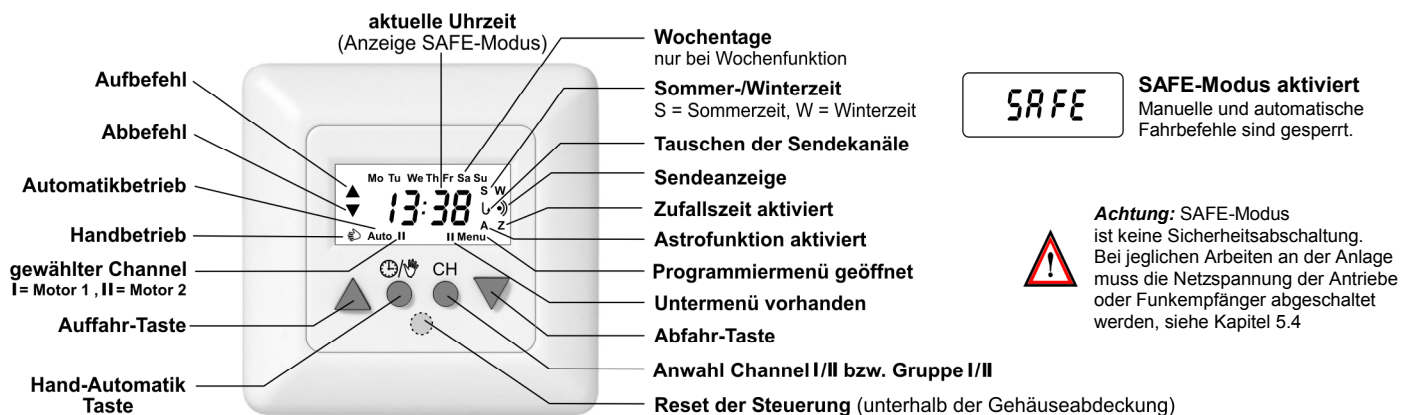 aktuelle Uhrzeit
(Anzeige SAFE-Modus)
Aufbefehl
Abbefehl
Automatikbetrieb
Handbetrieb
gewählter Channel
I = Motor 1 , II = Motor 2
Auffahr-Taste
Hand-Automatik
Taste
Mo Tu We Th Fr Sa Su
S W
13:38
A Z
Auto II
II Menu
CH
Wochentage
nur bei Wochenfunktion
Sommer-/Winterzeit
S = Sommerzeit, W = Winterzeit
Tauschen der Sendekanäle
Sendeanzeige
Zufallszeit aktiviert
Astrofunktion aktiviert
Programmiermenü geöffnet
Untermenü vorhanden
Abfahr-Taste
Anwahl Channel I/II bzw. Gruppe I/II
Reset der Steuerung (unterhalb der Gehäuseabdeckung)
SAFE
SAFE-Modus aktiviert
Manuelle und automatische
Fahrbefehle sind gesperrt.
Achtung: SAFE-Modus
ist keine Sicherheitsabschaltung.
Bei jeglichen Arbeiten an der Anlage
muss die Netzspannung der Antriebe
oder Funkempfänger abgeschaltet
werden, siehe Kapitel 5.4